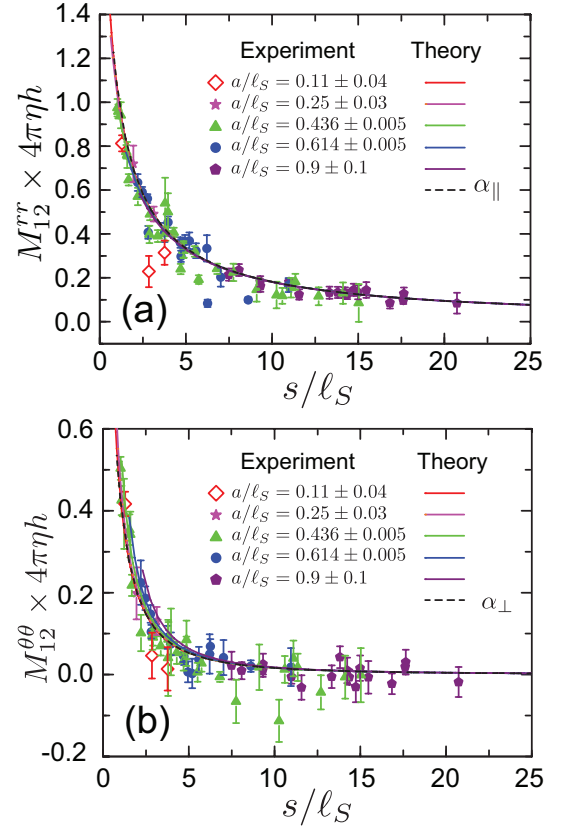 1.4
1.2
1.0
0.8
0.6
0.4
0.2
0.0
M₁₂ʳʳ × 4πηh
Experiment Theory
a/ℓ_S = 0.11 ± 0.04
a/ℓ_S = 0.25 ± 0.03
a/ℓ_S = 0.436 ± 0.005
a/ℓ_S = 0.614 ± 0.005
a/ℓ_S = 0.9 ± 0.1
α_∥
(a)
0 5 10 15 20 25
s/ℓ_S
0.6
0.4
0.2
0.0
-0.2
M₁₂^θθ × 4πηh
Experiment Theory
a/ℓ_S = 0.11 ± 0.04
a/ℓ_S = 0.25 ± 0.03
a/ℓ_S = 0.436 ± 0.005
a/ℓ_S = 0.614 ± 0.005
a/ℓ_S = 0.9 ± 0.1
α_⊥
(b)
0 5 10 15 20 25
s/ℓ_S